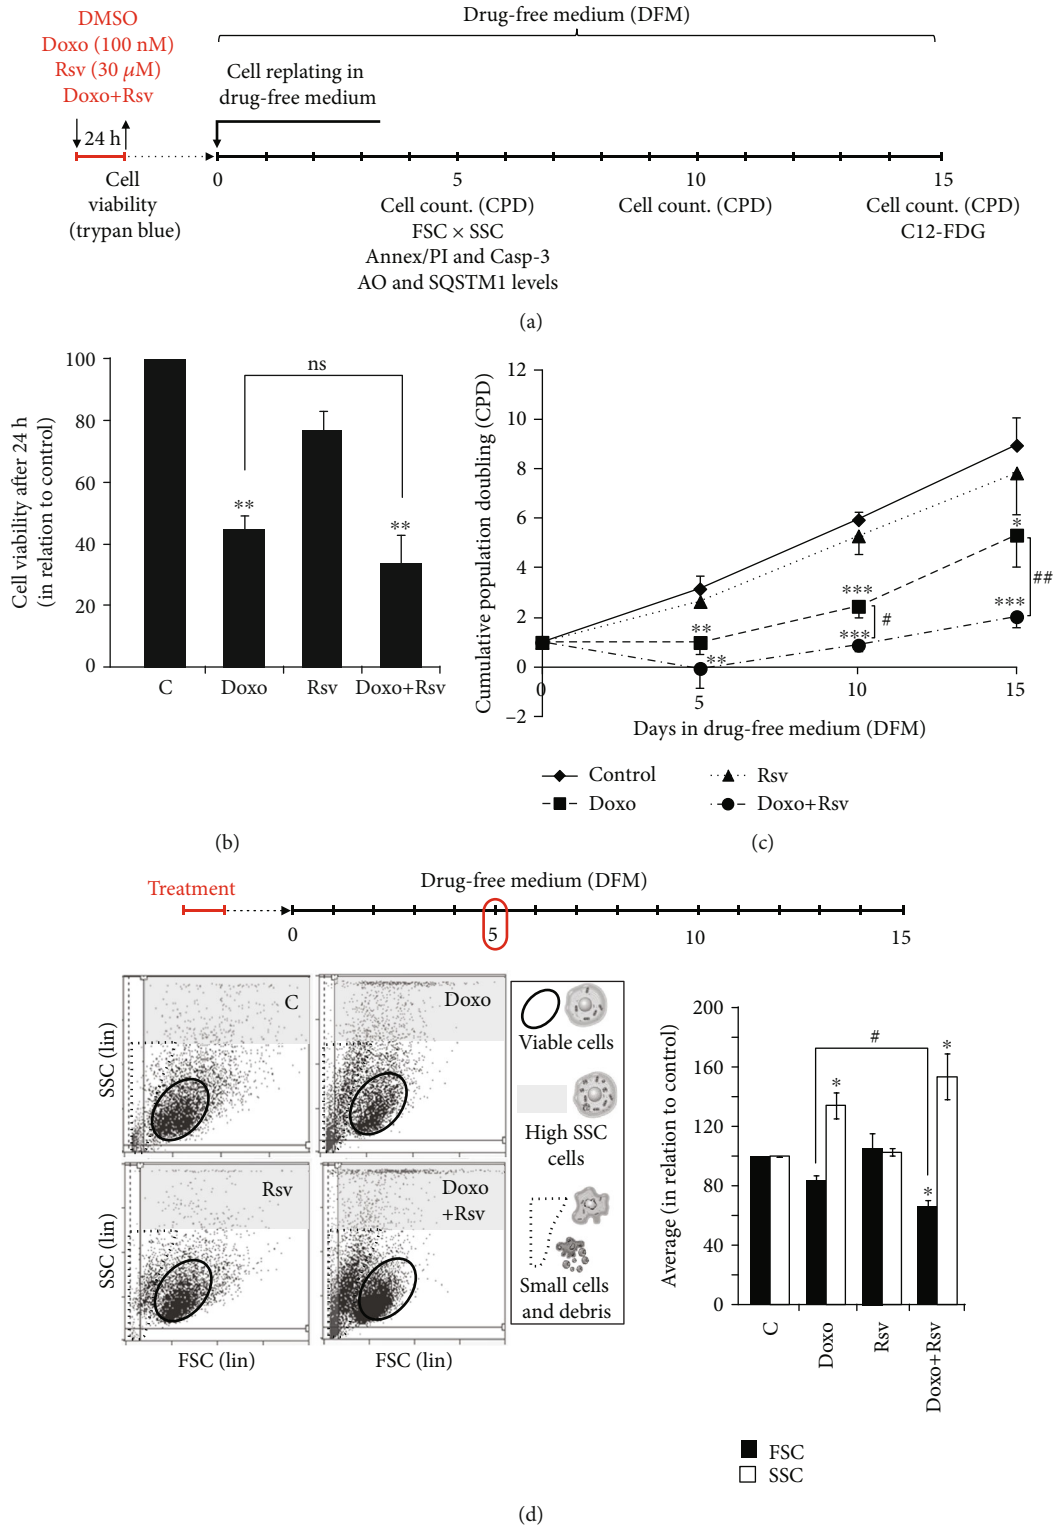 Drug-free medium (DFM)
DMSO
Doxo (100 nM)
Rsv (30 μM)
Doxo+Rsv
Cell replating in
drug-free medium
24 h
0 5 10 15
Cell
viability
(trypan blue)
Cell count. (CPD)
FSC × SSC
Annex/PI and Casp-3
AO and SQSTM1 levels
Cell count. (CPD)
Cell count. (CPD)
C12-FDG
(a)
Cell viability after 24 h
(in relation to control)
100
80
60
40
20
0
ns
**
**
C Doxo Rsv Doxo+Rsv
(b)
Cumulative population doubling (CPD)
12
10
8
6
4
2
0
−2
**
**
***
***
#
*
***
##
0 5 10 15
Days in drug-free medium (DFM)
Control
Rsv
Doxo
Doxo+Rsv
(c)
Treatment
Drug-free medium (DFM)
0 5 10 15
SSC (lin)
C
Doxo
SSC (lin)
Rsv
Doxo
+Rsv
FSC (lin) FSC (lin)
Viable cells
High SSC
cells
Small cells
and debris
Average (in relation to control)
200
160
120
80
40
0
#
*
*
*
C Doxo Rsv Doxo+Rsv
FSC
SSC
(d)